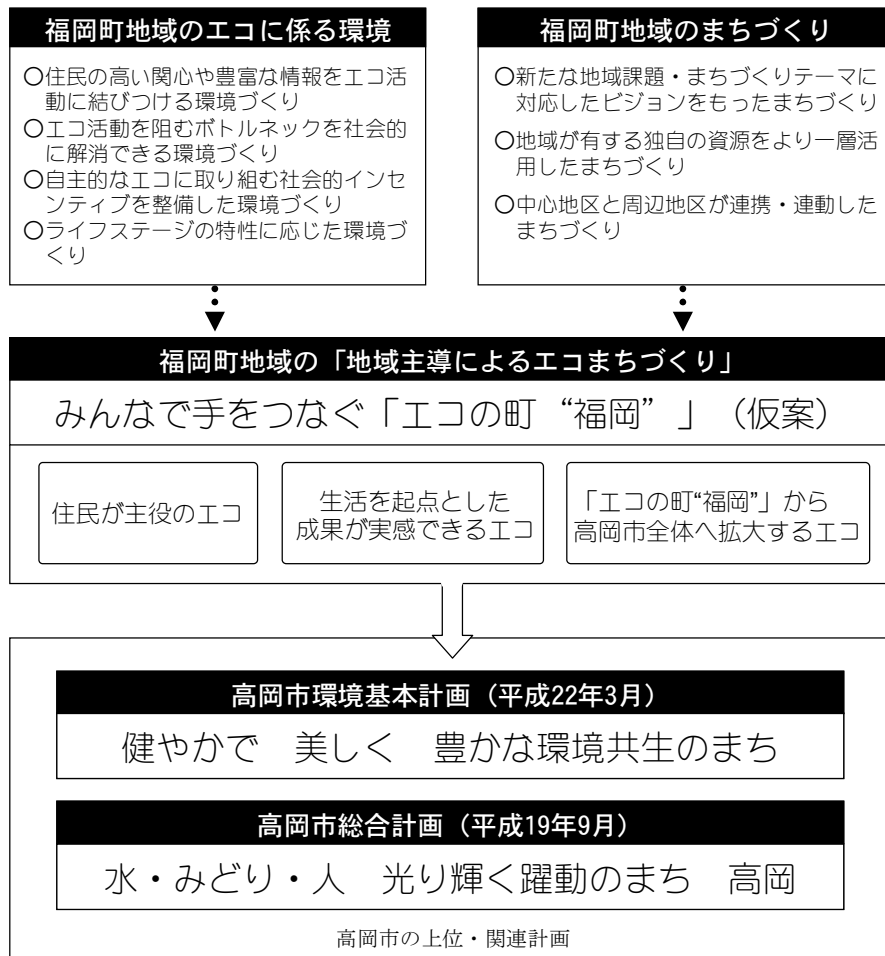 福岡町地域のエコに係る環境
〇住民の高い関心や豊富な情報をエコ活
動に結びつける環境づくり
〇エコ活動を阻むボトルネックを社会的
に解消できる環境づくり
〇自主的なエコに取り組む社会的インセ
ンティブを整備した環境づくり
〇ライフステージの特性に応じた環境づ
くり
福岡町地域のまちづくり
〇新たな地域課題・まちづくりテーマに
対応したビジョンをもったまちづくり
〇地域が有する独自の資源をより一層活
用したまちづくり
〇中心地区と周辺地区が連携・連動した
まちづくり
福岡町地域の「地域主導によるエコまちづくり」
みんなで手をつなぐ「エコの町 “福岡” 」（仮案）
住民が主役のエコ
生活を起点とした
成果が実感できるエコ
「エコの町“福岡”」から
高岡市全体へ拡大するエコ
高岡市環境基本計画（平成22年3月）
健やかで　美しく　豊かな環境共生のまち
高岡市総合計画（平成19年9月）
水・みどり・人　光り輝く躍動のまち　高岡
高岡市の上位・関連計画